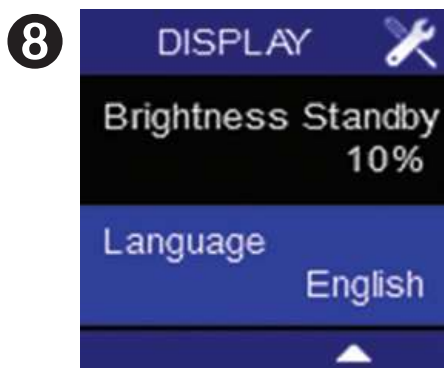 8
DISPLAY
Brightness Standby
10%
Language
English